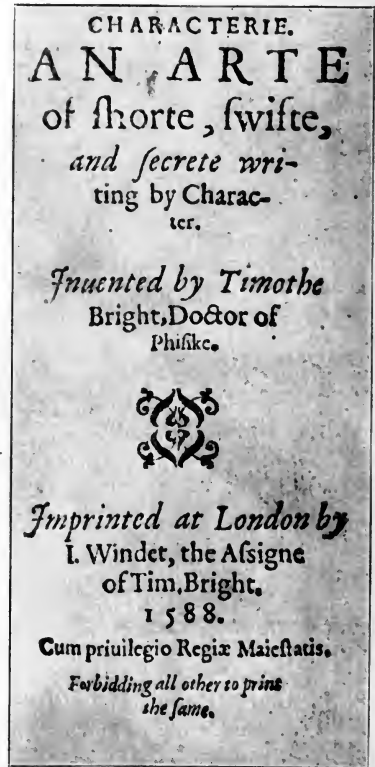 CHARACTERIE.
AN ARTE
of ſhorte, ſwifte,
and ſecrete wri-
ting by Charac-
ter.
Inuented by Timothe
Bright, Doctor of
Phiſike.
Imprinted at London by
I. Windet, the Aſsigne
of Tim. Bright.
1588.
Cum priuilegio Regiæ Maieſtatis.
Forbidding all other to print
the ſame.